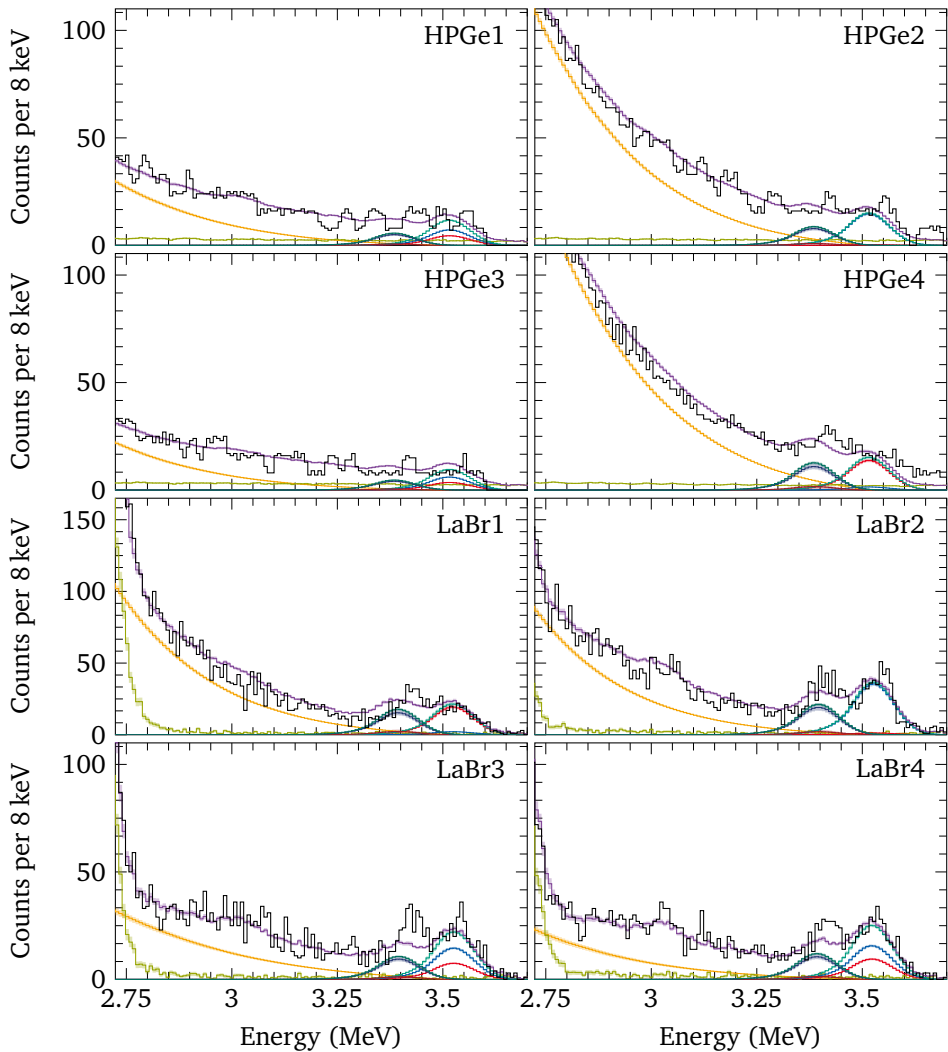 100
50
0
Counts per 8 keV
HPGe1
HPGe2
100
50
0
Counts per 8 keV
HPGe3
HPGe4
150
100
50
0
Counts per 8 keV
LaBr1
LaBr2
100
50
0
Counts per 8 keV
LaBr3
LaBr4
2.75 3 3.25 3.5 2.75 3 3.25 3.5
Energy (MeV) Energy (MeV)